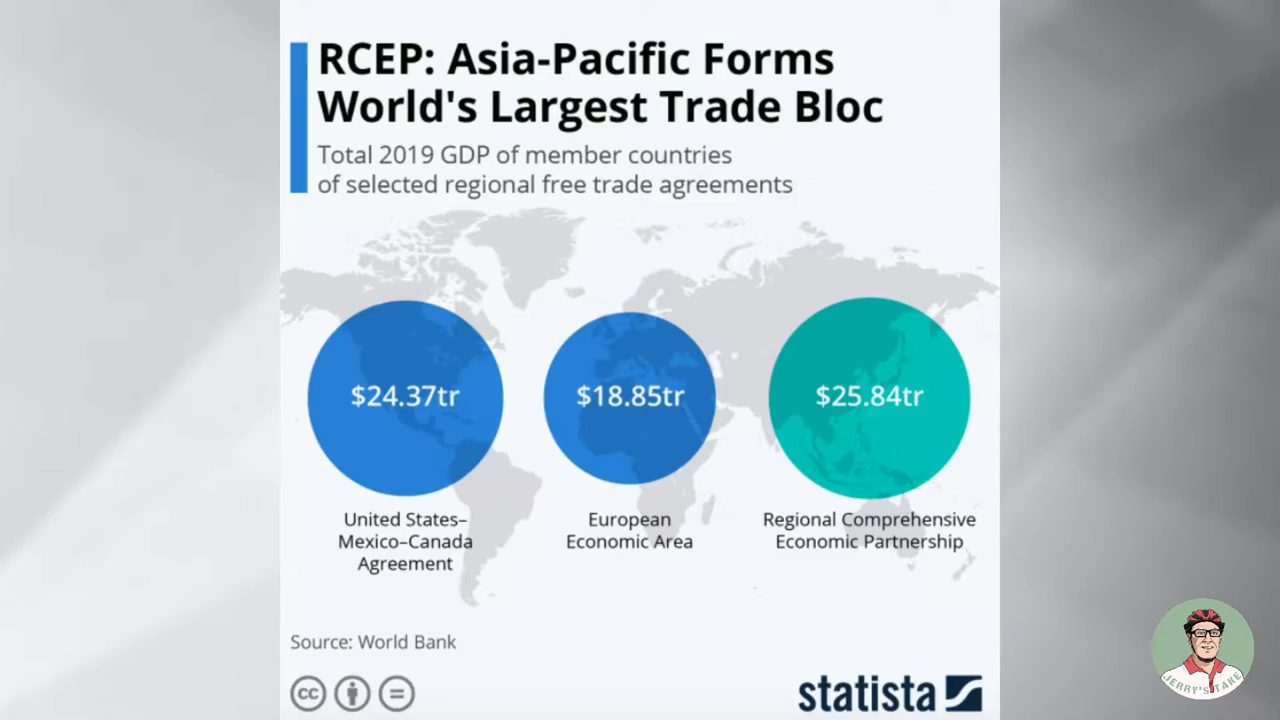 RCEP: Asia-Pacific Forms
World's Largest Trade Bloc
Total 2019 GDP of member countries
of selected regional free trade agreements
$24.37tr
$18.85tr
$25.84tr
United States–
Mexico–Canada
Agreement
European
Economic Area
Regional Comprehensive
Economic Partnership
Source: World Bank
cc
statista
JERRY'S TAKE